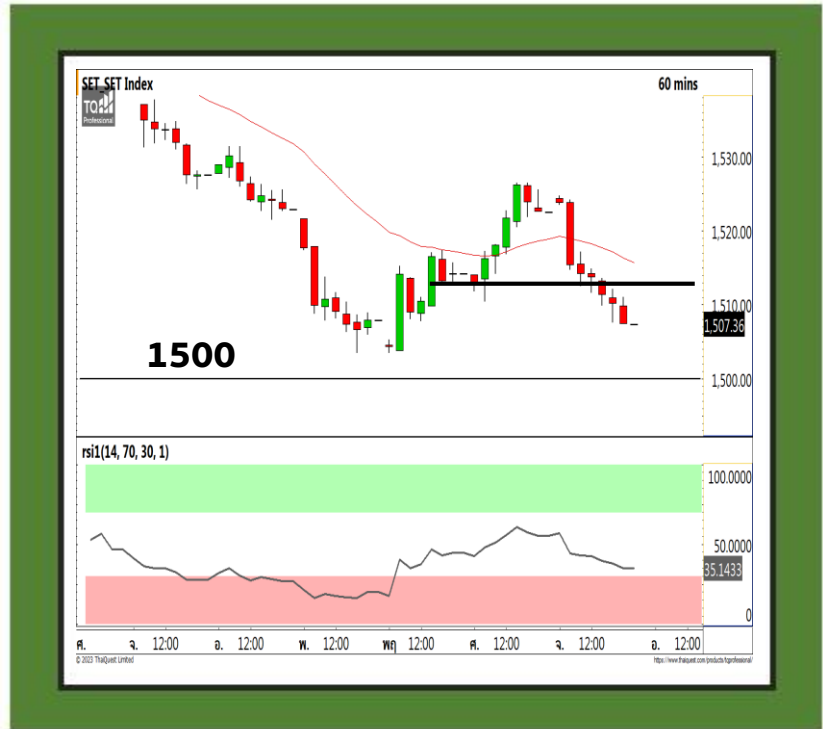 SET_SET Index
60 mins
TQ
Professional
1,530.00
1,520.00
1,510.00
1,507.36
1500
1,500.00
rsi1(14, 70, 30, 1)
100.0000
50.0000
35.1433
0
ศ. จ. 12:00 อ. 12:00 พ. 12:00 พฤ 12:00 ศ. 12:00 จ. 12:00 อ. 12:00
© 2023 ThaiQuest Limited
https://www.thaiquest.com/products/tqprofessional/